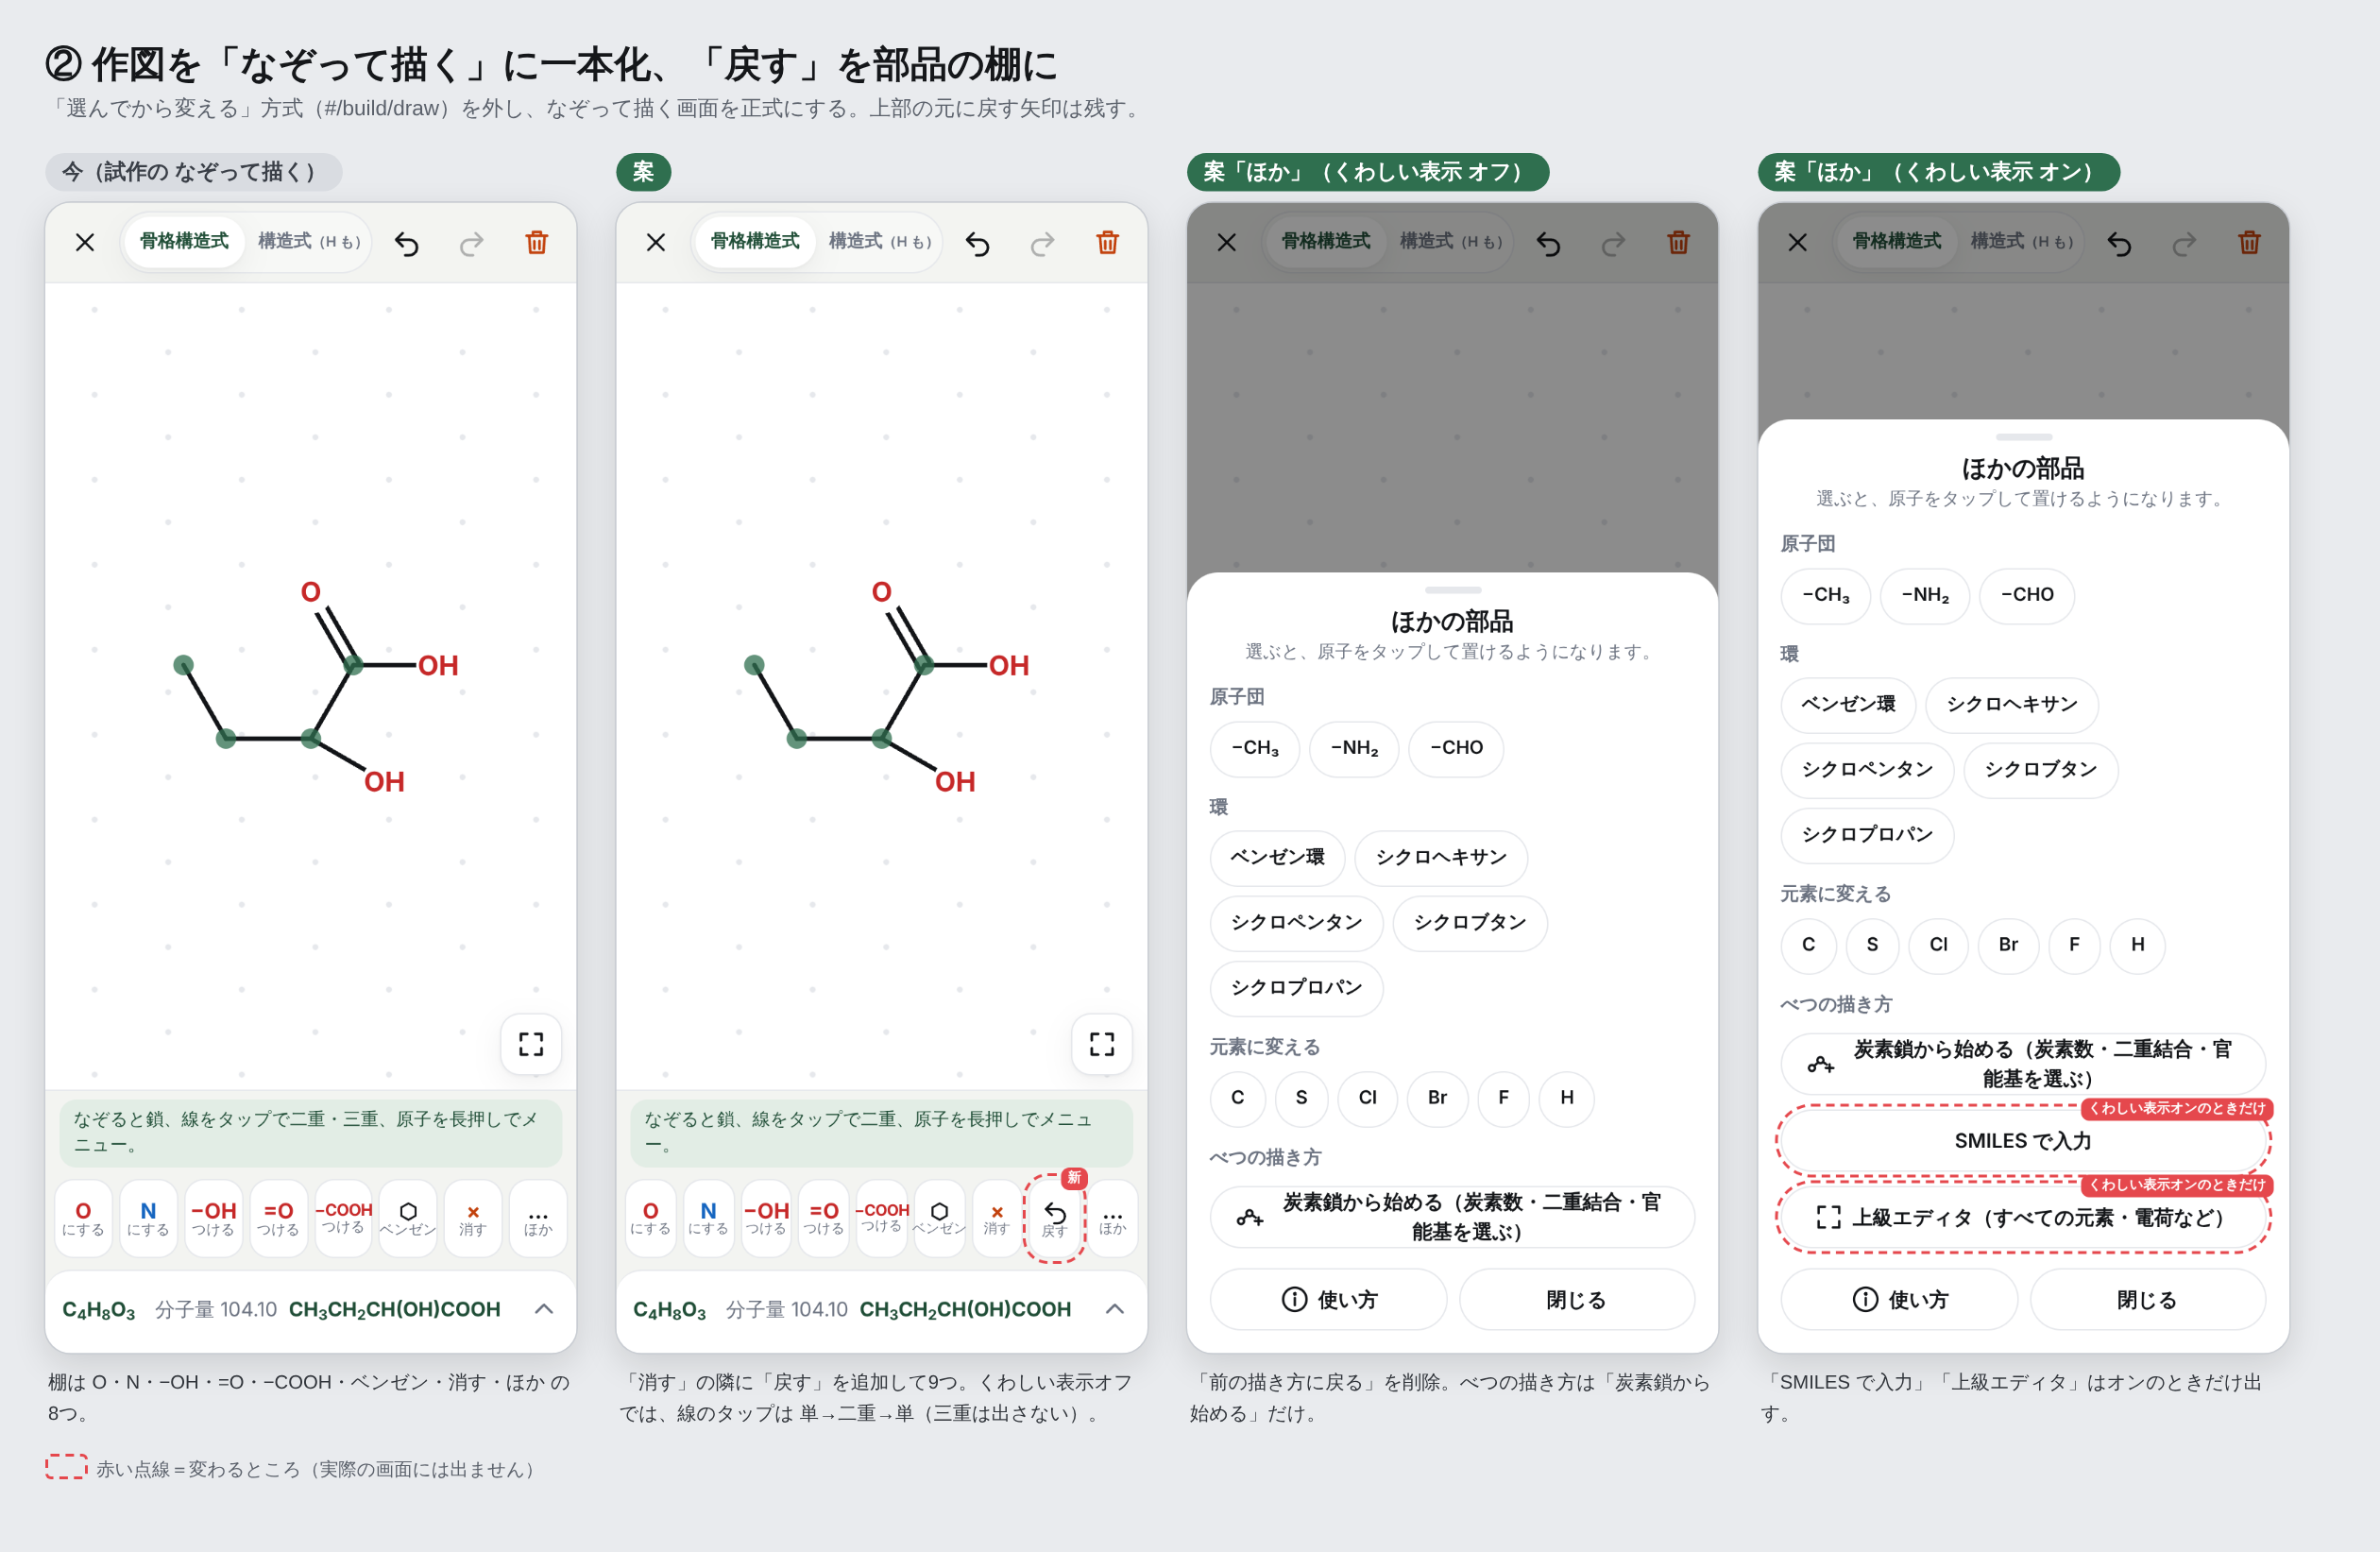 ② 作図を「なぞって描く」に一本化、「戻す」を部品の棚に
「選んでから変える」方式（#/build/draw）を外し、なぞって描く画面を正式にする。上部の元に戻す矢印は残す。
今（試作の なぞって描く）
骨格構造式
構造式（H も）
O
OH
OH
なぞると鎖、線をタップで二重・三重、原子を長押しでメ
ニュー。
O にする
N にする
−OH つける
=O つける
−COOH つける
ベンゼン
× 消す
… ほか
C₄H₈O₃ 分子量 104.10 CH₃CH₂CH(OH)COOH
棚は O・N・−OH・=O・−COOH・ベンゼン・消す・ほか の
8つ。
案
骨格構造式
構造式（H も）
O
OH
OH
なぞると鎖、線をタップで二重、原子を長押しでメニュ
ー。
新
O にする
N にする
−OH つける
=O つける
−COOH つける
ベンゼン
× 消す
戻す
… ほか
C₄H₈O₃ 分子量 104.10 CH₃CH₂CH(OH)COOH
「消す」の隣に「戻す」を追加して9つ。くわしい表示オフ
では、線のタップは 単→二重→単（三重は出さない）。
案「ほか」（くわしい表示 オフ）
骨格構造式
構造式（H も）
ほかの部品
選ぶと、原子をタップして置けるようになります。
原子団
−CH₃ −NH₂ −CHO
環
ベンゼン環 シクロヘキサン
シクロペンタン シクロブタン
シクロプロパン
元素に変える
C S Cl Br F H
べつの描き方
炭素鎖から始める（炭素数・二重結合・官
能基を選ぶ）
使い方 閉じる
「前の描き方に戻る」を削除。べつの描き方は「炭素鎖から
始める」だけ。
案「ほか」（くわしい表示 オン）
骨格構造式
構造式（H も）
ほかの部品
選ぶと、原子をタップして置けるようになります。
原子団
−CH₃ −NH₂ −CHO
環
ベンゼン環 シクロヘキサン
シクロペンタン シクロブタン
シクロプロパン
元素に変える
C S Cl Br F H
べつの描き方
炭素鎖から始める（炭素数・二重結合・官
能基を選ぶ）
くわしい表示オンのときだけ
SMILES で入力
くわしい表示オンのときだけ
上級エディタ（すべての元素・電荷など）
使い方 閉じる
「SMILES で入力」「上級エディタ」はオンのときだけ出
す。
赤い点線＝変わるところ（実際の画面には出ません）